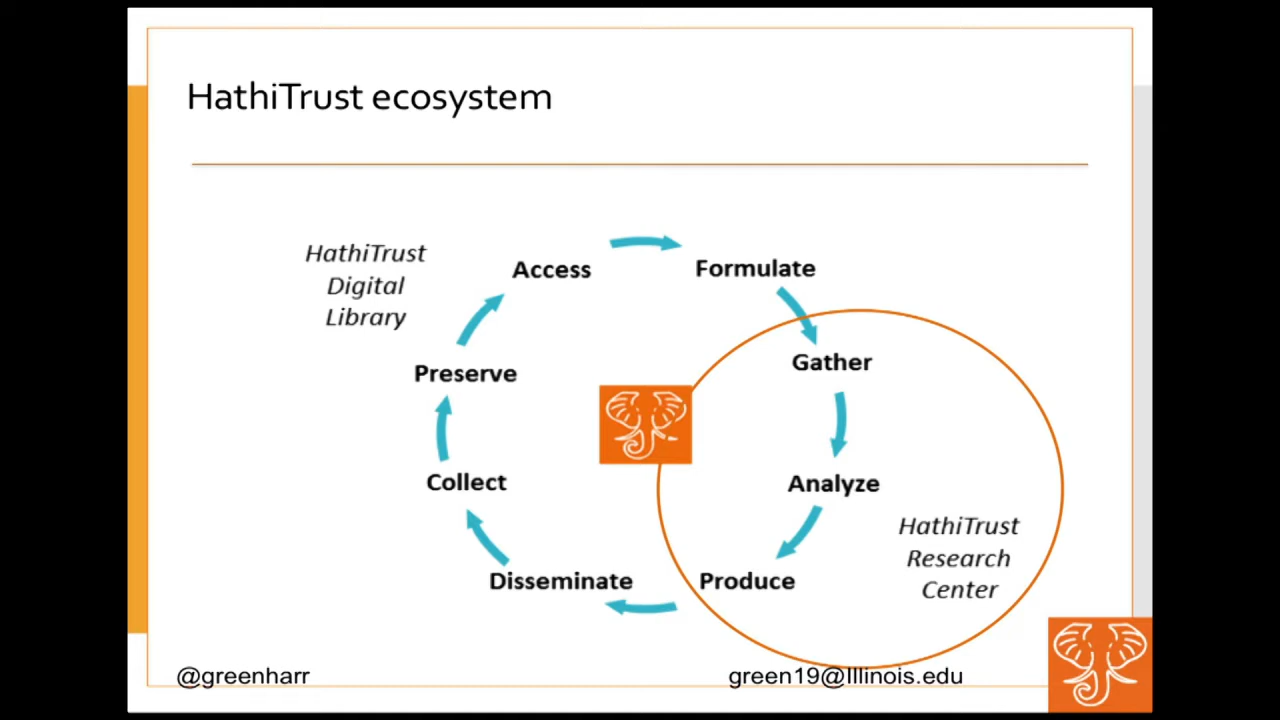 HathiTrust ecosystem
HathiTrust
Digital
Library
Access
Formulate
Gather
Preserve
Analyze
Collect
HathiTrust
Research
Center
Produce
Disseminate
@greenharr
green19@Illinois.edu